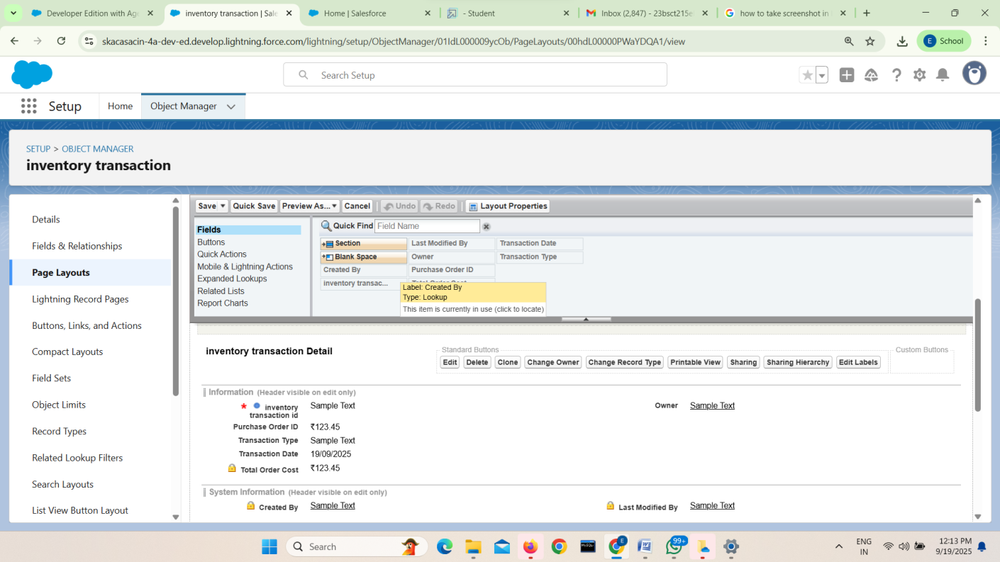 Developer Edition with Age
inventory transaction | Sale
Home | Salesforce
- Student
Inbox (2,847) - 23bsct215e
how to take screenshot in
skacasacin-4a-dev-ed.develop.lightning.force.com/lightning/setup/ObjectManager/01IdL000009ycOb/PageLayouts/00hdL00000PWaYDQA1/view
E School
Search Setup
Setup
Home
Object Manager
SETUP > OBJECT MANAGER
inventory transaction
Details
Fields & Relationships
Page Layouts
Lightning Record Pages
Buttons, Links, and Actions
Compact Layouts
Field Sets
Object Limits
Record Types
Related Lookup Filters
Search Layouts
List View Button Layout
Save Quick Save Preview As... Cancel Undo Redo Layout Properties
Fields
Buttons
Quick Actions
Mobile & Lightning Actions
Expanded Lookups
Related Lists
Report Charts
Quick Find Field Name
Section Last Modified By Transaction Date
Blank Space Owner Transaction Type
Created By Purchase Order ID
inventory transac...
Label: Created By
Type: Lookup
This item is currently in use (click to locate)
inventory transaction Detail
Standard Buttons
Edit Delete Clone Change Owner Change Record Type Printable View Sharing Sharing Hierarchy Edit Labels
Custom Buttons
Information (Header visible on edit only)
* inventory transaction id Sample Text
Owner Sample Text
Purchase Order ID ₹123.45
Transaction Type Sample Text
Transaction Date 19/09/2025
Total Order Cost ₹123.45
System Information (Header visible on edit only)
Created By Sample Text
Last Modified By Sample Text
Search
99+
ENG
IN
12:13 PM
9/19/2025